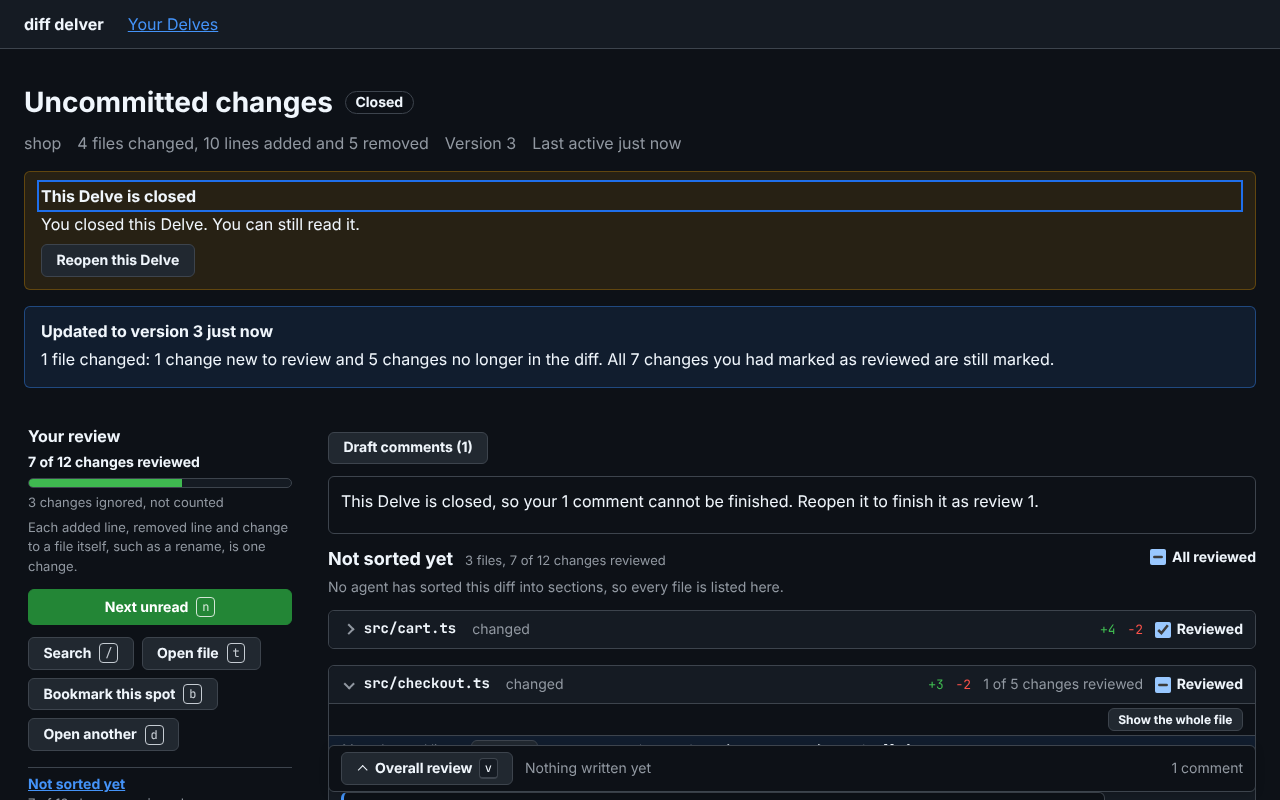 diff delver Your Delves
Uncommitted changes Closed
shop 4 files changed, 10 lines added and 5 removed Version 3 Last active just now
This Delve is closed
You closed this Delve. You can still read it.
Reopen this Delve
Updated to version 3 just now
1 file changed: 1 change new to review and 5 changes no longer in the diff. All 7 changes you had marked as reviewed are still marked.
Your review
7 of 12 changes reviewed
3 changes ignored, not counted
Each added line, removed line and change
to a file itself, such as a rename, is one
change.
Next unread n
Search /
Open file t
Bookmark this spot b
Open another d
Not sorted yet
Draft comments (1)
This Delve is closed, so your 1 comment cannot be finished. Reopen it to finish it as review 1.
Not sorted yet 3 files, 7 of 12 changes reviewed All reviewed
No agent has sorted this diff into sections, so every file is listed here.
src/cart.ts changed +4 -2 Reviewed
src/checkout.ts changed +3 -2 1 of 5 changes reviewed Reviewed
Show the whole file
Overall review v Nothing written yet 1 comment